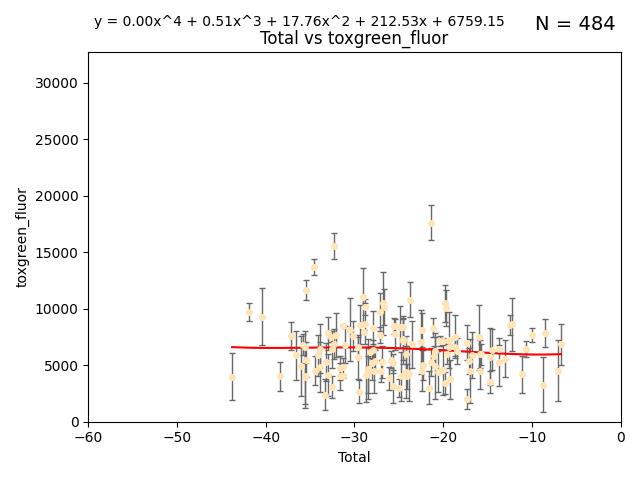 y = 0.00x^4 + 0.51x^3 + 17.76x^2 + 212.53x + 6759.15
N = 484
Total vs toxgreen_fluor
30000
25000
20000
15000
10000
5000
0
toxgreen_fluor
−60
−50
−40
−30
−20
−10
0
Total